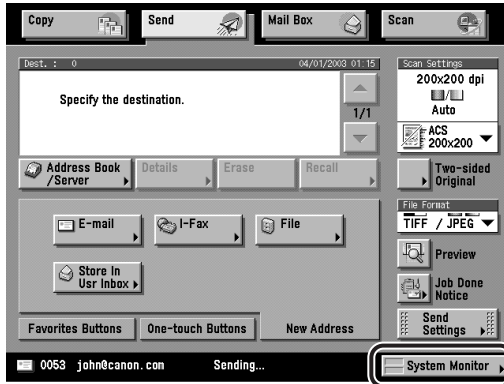 Copy
Send
Mail Box
Scan
Dest. : 0
04/01/2003 01:15
Specify the destination.
1/1
Address Book
/Server
Details
Erase
Recall
E-mail
I-Fax
File
Store In
Usr Inbox
Favorites Buttons
One-touch Buttons
New Address
Scan Settings
200x200 dpi
Auto
ACS
200x200
Two-sided
Original
File Format
TIFF / JPEG
Preview
Job Done
Notice
Send
Settings
0053 john@canon.com Sending...
System Monitor